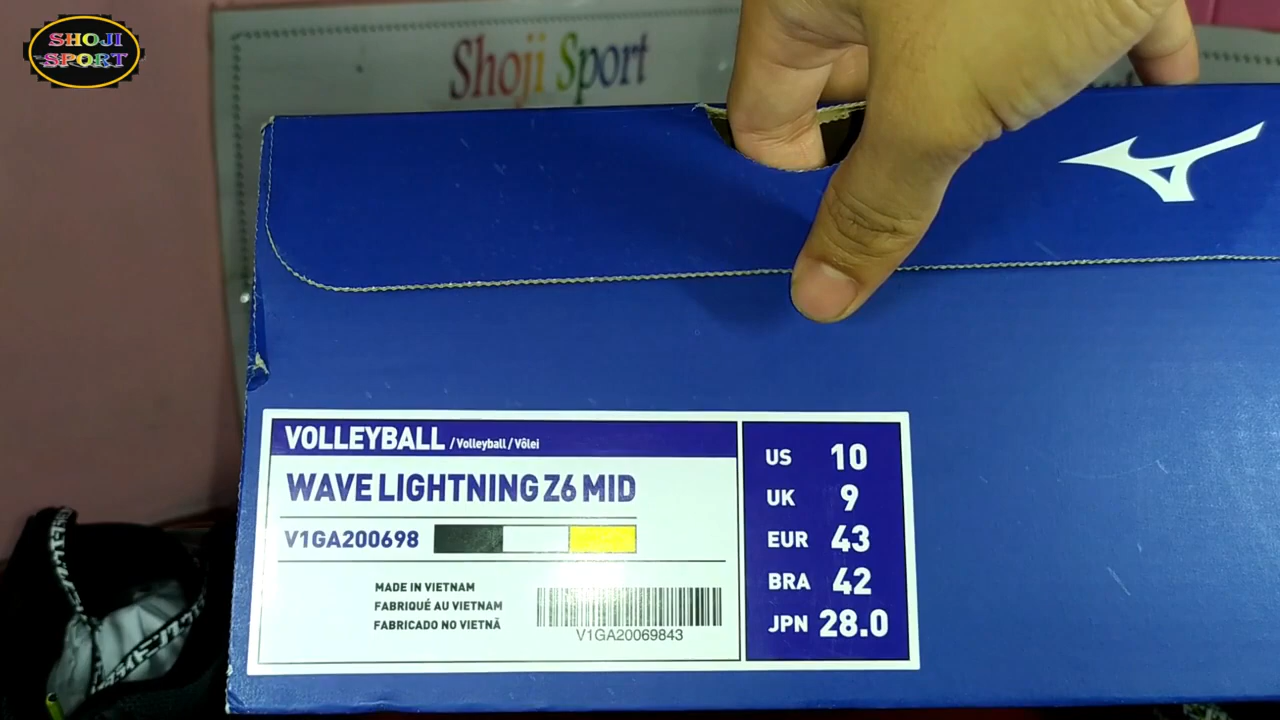 SHOJI
SPORT
Shoji Sport
VOLLEYBALL / Volleyball / Vôlei
WAVE LIGHTNING Z6 MID
V1GA200698
MADE IN VIETNAM
FABRIQUÉ AU VIETNAM
FABRICADO NO VIETNÃ
V1GA20069843
US 10
UK 9
EUR 43
BRA 42
JPN 28.0